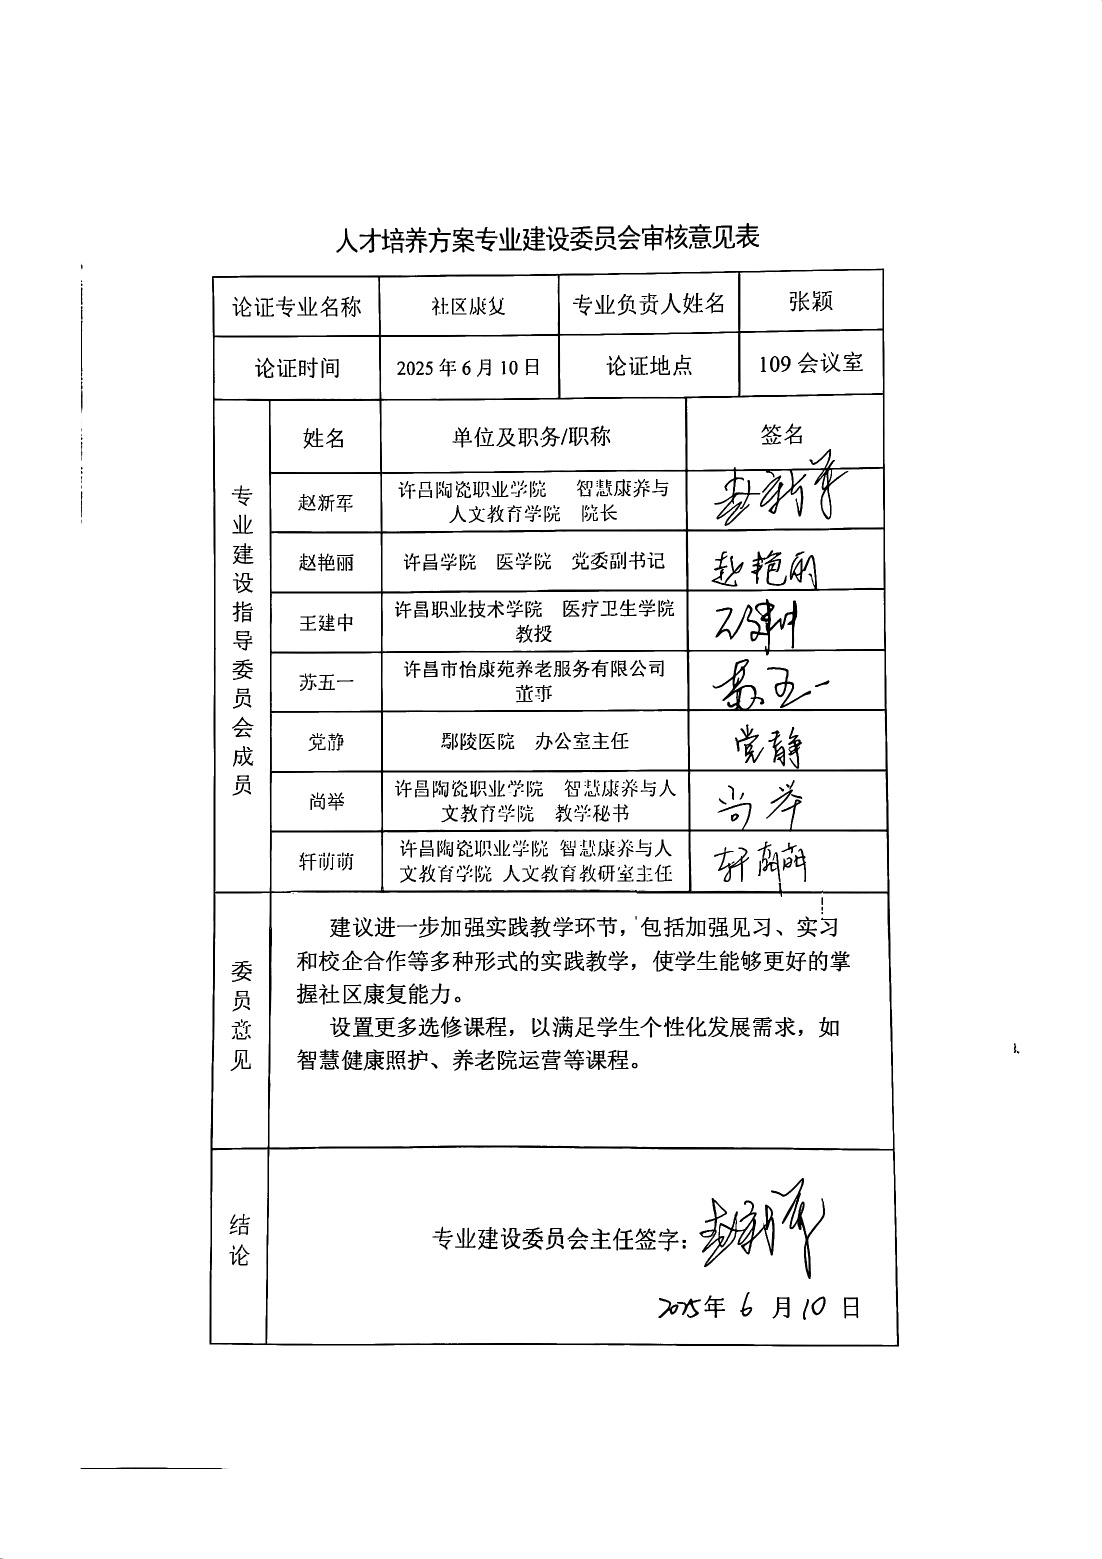 人才培养方案专业建设委员会审核意见表
论证专业名称 社区康复 专业负责人姓名 张颖
论证时间 2025年6月10日 论证地点 109会议室
专业建设指导委员会成员
姓名 单位及职务/职称 签名
赵新军 许昌陶瓷职业学院 智慧康养与
人文教育学院 院长 赵新军
赵艳丽 许昌学院 医学院 党委副书记 赵艳丽
王建中 许昌职业技术学院 医疗卫生学院
教授 王建中
苏五一 许昌市怡康苑养老服务有限公司
董事 苏五一
党静 鄢陵医院 办公室主任 党静
尚举 许昌陶瓷职业学院 智慧康养与人
文教育学院 教学秘书 尚举
轩萌萌 许昌陶瓷职业学院 智慧康养与人
文教育学院 人文教育教研室主任 轩萌萌
委员意见
建议进一步加强实践教学环节，包括加强见习、实习
和校企合作等多种形式的实践教学，使学生能够更好的掌
握社区康复能力。
设置更多选修课程，以满足学生个性化发展需求，如
智慧健康照护、养老院运营等课程。
结论
专业建设委员会主任签字：赵新军
2025年6月10日